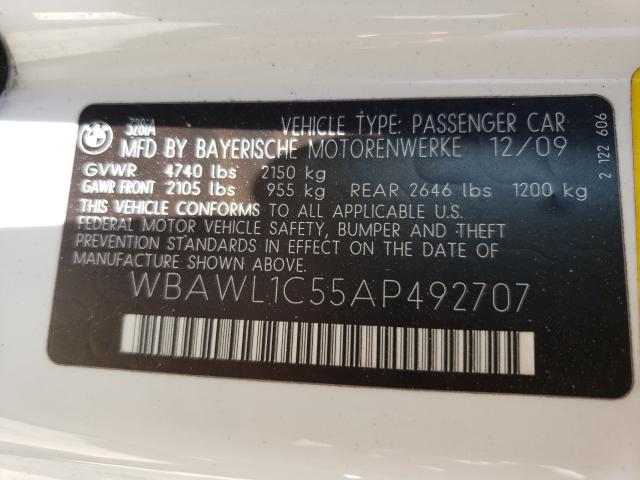 328iA VEHICLE TYPE: PASSENGER CAR
MFD BY BAYERISCHE MOTORENWERKE 12/09
GVWR 4740 lbs 2150 kg
GAWR FRONT 2105 lbs 955 kg REAR 2646 lbs 1200 kg
THIS VEHICLE CONFORMS TO ALL APPLICABLE U.S.
FEDERAL MOTOR VEHICLE SAFETY, BUMPER AND THEFT
PREVENTION STANDARDS IN EFFECT ON THE DATE OF
MANUFACTURE SHOWN ABOVE.
WBAWL1C55AP492707
2 122 606